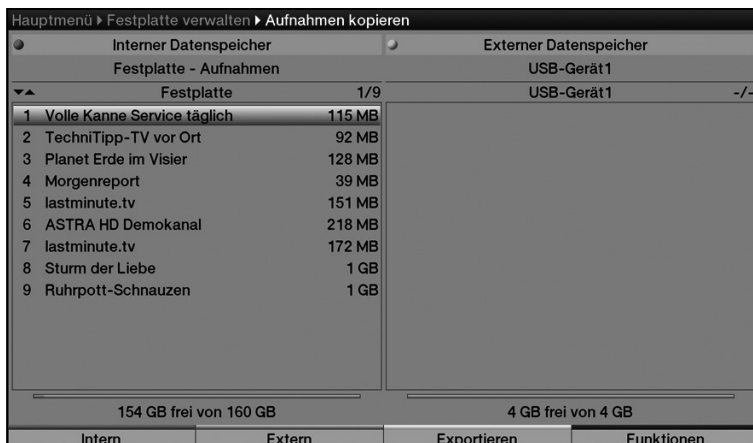 Hauptmenü ▸ Festplatte verwalten ▸ Aufnahmen kopieren
Interner Datenspeicher
Festplatte - Aufnahmen
Festplatte 1/9
1 Volle Kanne Service täglich 115 MB
2 TechniTipp-TV vor Ort 92 MB
3 Planet Erde im Visier 128 MB
4 Morgenreport 39 MB
5 lastminute.tv 151 MB
6 ASTRA HD Demokanal 218 MB
7 lastminute.tv 172 MB
8 Sturm der Liebe 1 GB
9 Ruhrpott-Schnauzen 1 GB
154 GB frei von 160 GB
Externer Datenspeicher
USB-Gerät1
USB-Gerät1 -/-
4 GB frei von 4 GB
Intern Extern Exportieren Funktionen